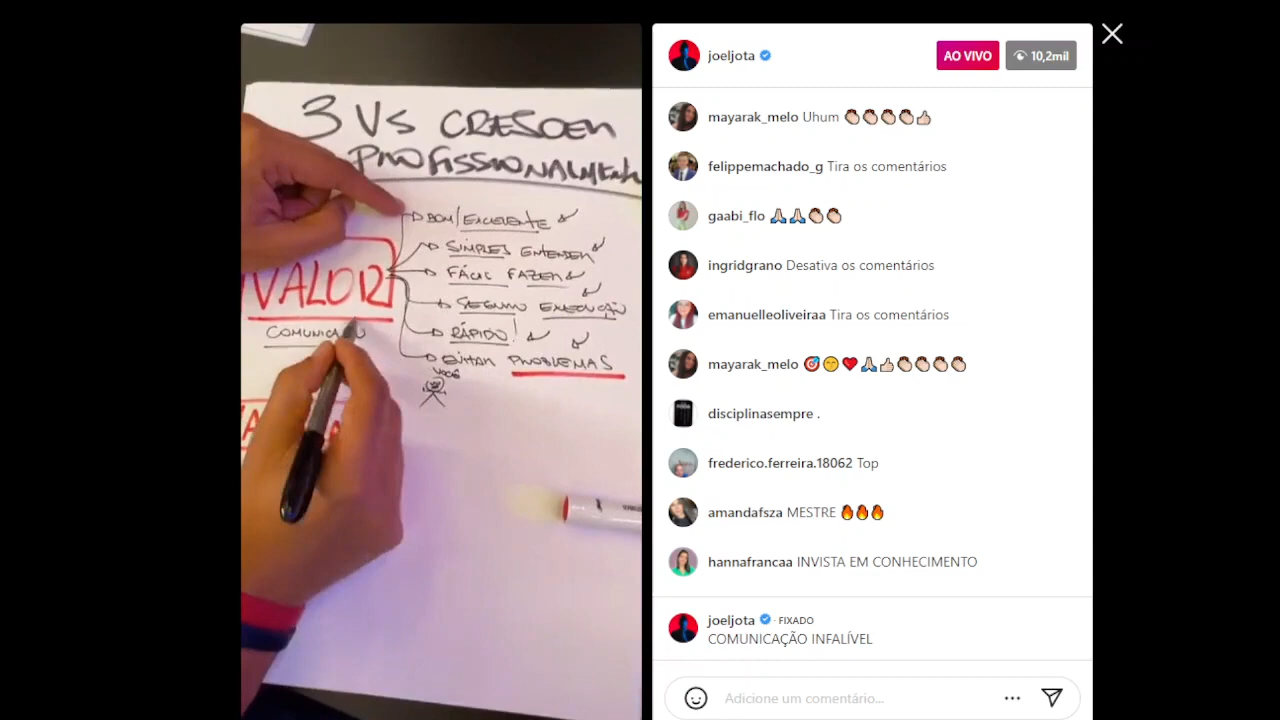 3 Vs CRESCER
PROFISSIONALMENTE
BOM/EXCELENTE
SIMPLES ENTENDER
FÁCIL FAZER
VALOR
SEGURO EXECUÇÃO
COMUNICAÇÃO
RÁPIDO!
EVITAR PROBLEMAS
VOCÊ
joeljota
AO VIVO
10,2mil
mayarak_melo Uhum 👏👏👏👏👍
felippemachado_g Tira os comentários
gaabi_flo 🙏🙏👏👏
ingridgrano Desativa os comentários
emanuelleoliveiraa Tira os comentários
mayarak_melo 🎯😁❤️🙏👍👏👏👏👏
disciplinasempre .
frederico.ferreira.18062 Top
amandafsza MESTRE 🔥🔥🔥
hannafrancaa INVISTA EM CONHECIMENTO
joeljota · FIXADO
COMUNICAÇÃO INFALÍVEL
Adicione um comentário...